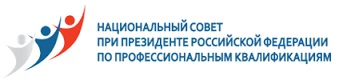 НАЦИОНАЛЬНЫЙ СОВЕТ
ПРИ ПРЕЗИДЕНТЕ РОССИЙСКОЙ ФЕДЕРАЦИИ
ПО ПРОФЕССИОНАЛЬНЫМ КВАЛИФИКАЦИЯМ